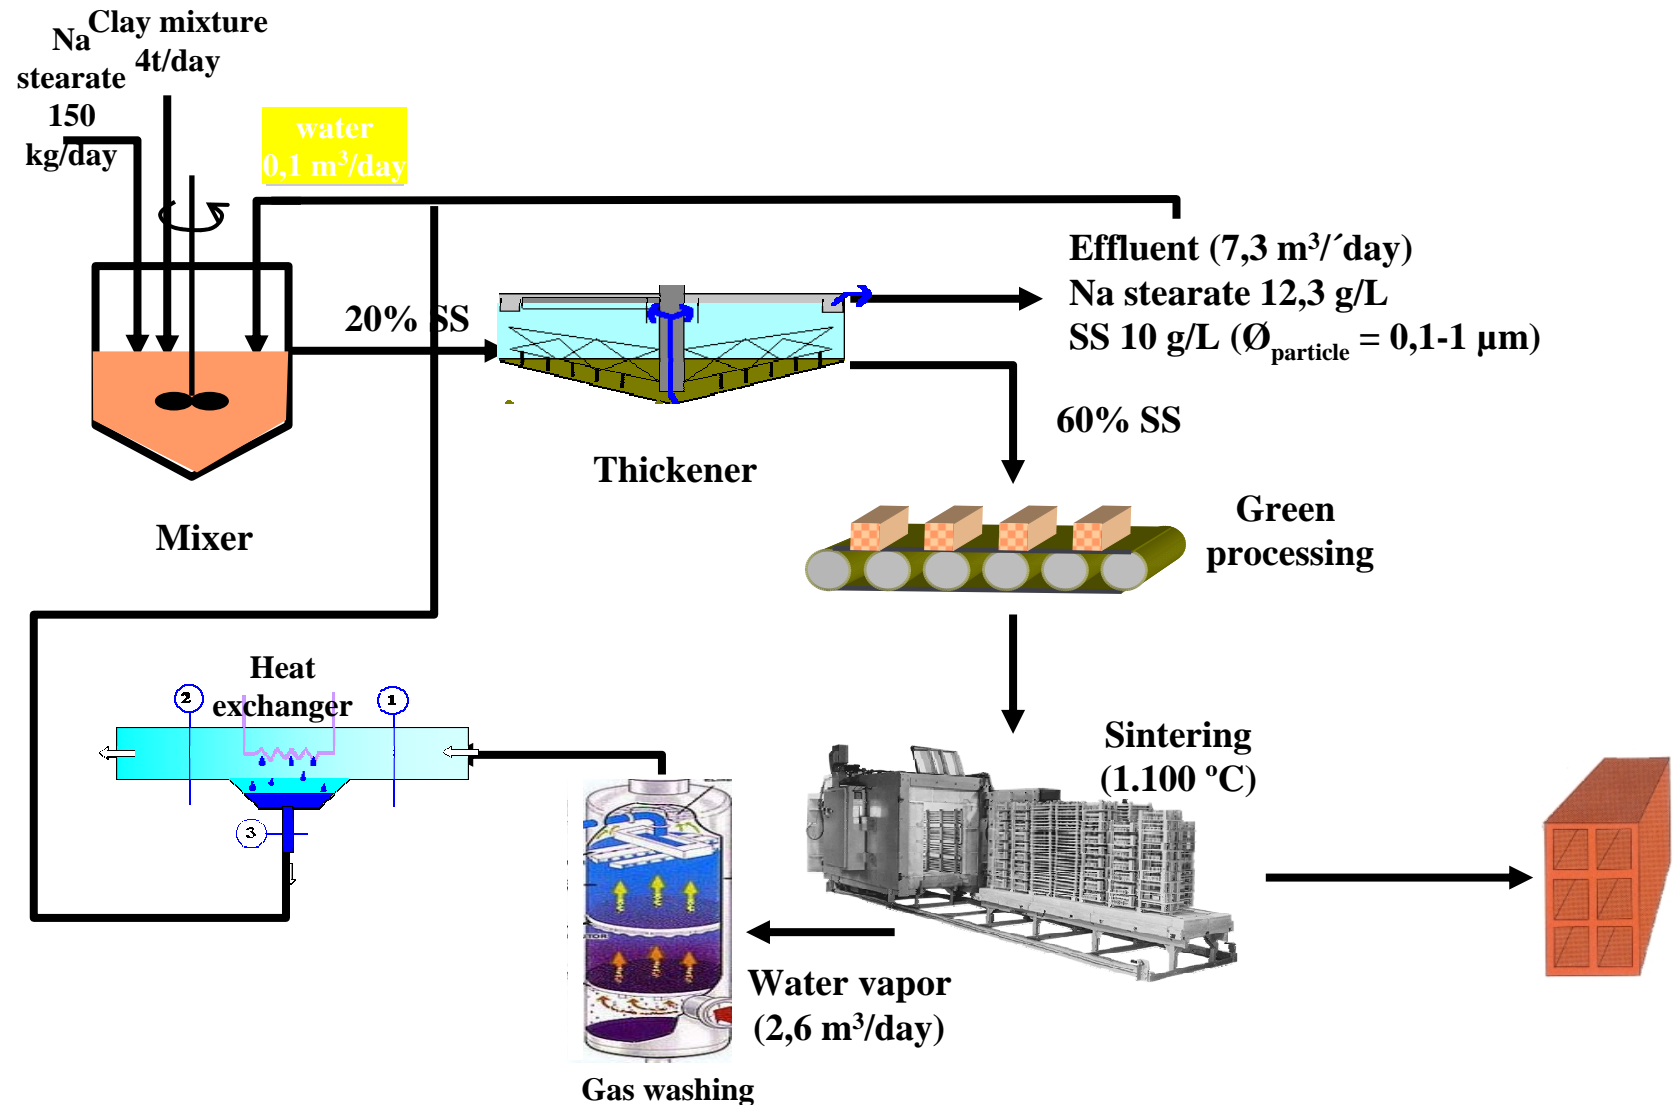 Clay mixture
4t/day
Na
stearate
150
kg/day
water
0,1 m³/day
20% SS
Effluent (7,3 m³/´day)
Na stearate 12,3 g/L
SS 10 g/L (Øparticle = 0,1-1 µm)
60% SS
Thickener
Mixer
Green
processing
Heat
exchanger
2
1
3
Sintering
(1.100 ºC)
Water vapor
(2,6 m³/day)
Gas washing